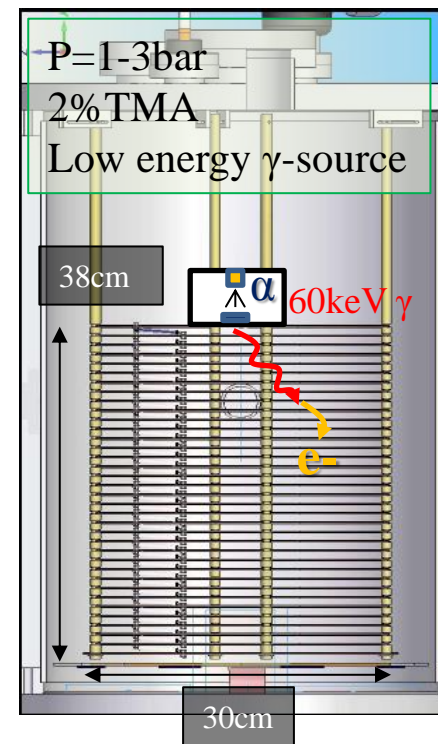 P=1-3bar
2%TMA
Low energy γ-source
38cm
α
60keV γ
e-
30cm